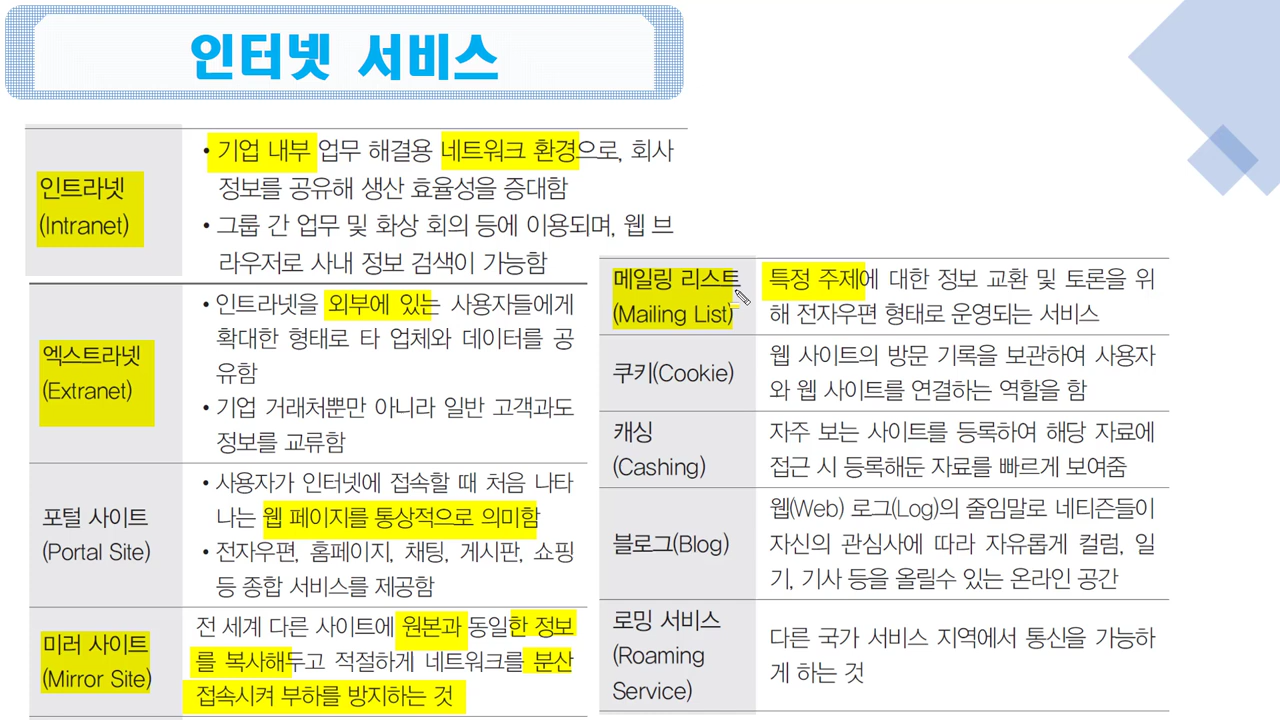 인터넷 서비스
인트라넷
(Intranet)
• 기업 내부 업무 해결용 네트워크 환경으로, 회사
정보를 공유해 생산 효율성을 증대함
• 그룹 간 업무 및 화상 회의 등에 이용되며, 웹 브
라우저로 사내 정보 검색이 가능함
엑스트라넷
(Extranet)
• 인트라넷을 외부에 있는 사용자들에게
확대한 형태로 타 업체와 데이터를 공
유함
• 기업 거래처뿐만 아니라 일반 고객과도
정보를 교류함
포털 사이트
(Portal Site)
• 사용자가 인터넷에 접속할 때 처음 나타
나는 웹 페이지를 통상적으로 의미함
• 전자우편, 홈페이지, 채팅, 게시판, 쇼핑
등 종합 서비스를 제공함
미러 사이트
(Mirror Site)
전 세계 다른 사이트에 원본과 동일한 정보
를 복사해두고 적절하게 네트워크를 분산
접속시켜 부하를 방지하는 것
메일링 리스트
(Mailing List)
특정 주제에 대한 정보 교환 및 토론을 위
해 전자우편 형태로 운영되는 서비스
쿠키(Cookie)
웹 사이트의 방문 기록을 보관하여 사용자
와 웹 사이트를 연결하는 역할을 함
캐싱
(Cashing)
자주 보는 사이트를 등록하여 해당 자료에
접근 시 등록해둔 자료를 빠르게 보여줌
블로그(Blog)
웹(Web) 로그(Log)의 줄임말로 네티즌들이
자신의 관심사에 따라 자유롭게 컬럼, 일
기, 기사 등을 올릴수 있는 온라인 공간
로밍 서비스
(Roaming
Service)
다른 국가 서비스 지역에서 통신을 가능하
게 하는 것